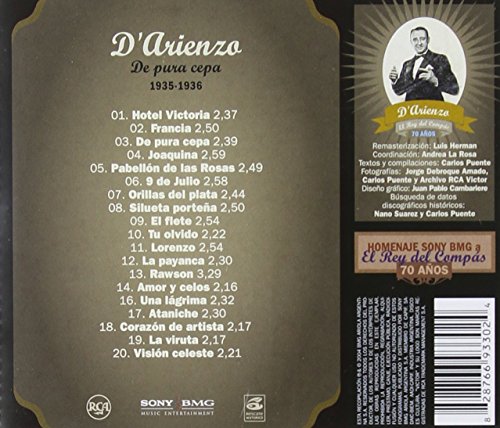 D'Arienzo
De pura cepa
1935-1936
01. Hotel Victoria 2,37
02. Francia 2,50
03. De pura cepa 2,39
04. Joaquina 2,59
05. Pabellón de las Rosas 2,49
06. 9 de Julio 2,58
07. Orillas del plata 2,44
08. Silueta porteña 2,50
09. El flete 2,54
10. Tu olvido 2,22
11. Lorenzo 2,54
12. La payanca 2,30
13. Rawson 3,29
14. Amor y celos 2,16
15. Una lágrima 2,32
17. Ataniche 2,30
18. Corazón de artista 2,17
19. La viruta 2,17
20. Visión celeste 2,21
RCA
SONY BMG
MUSIC ENTERTAINMENT
D'Arienzo
El Rey del Compás
70 AÑOS
Remasterización: Luis Herman
Coordinación: Andrea La Rosa
Textos y compilaciones: Carlos Puente
Fotografías: Jorge Debroque Amado,
Carlos Puente y Archivo RCA Victor
Diseño gráfico: Juan Pablo Cambariere
Búsqueda de datos
discográficos históricos:
Nano Suarez y Carlos Puente
HOMENAJE SONY BMG a
El Rey del Compás
70 AÑOS
8 28766 93302 4